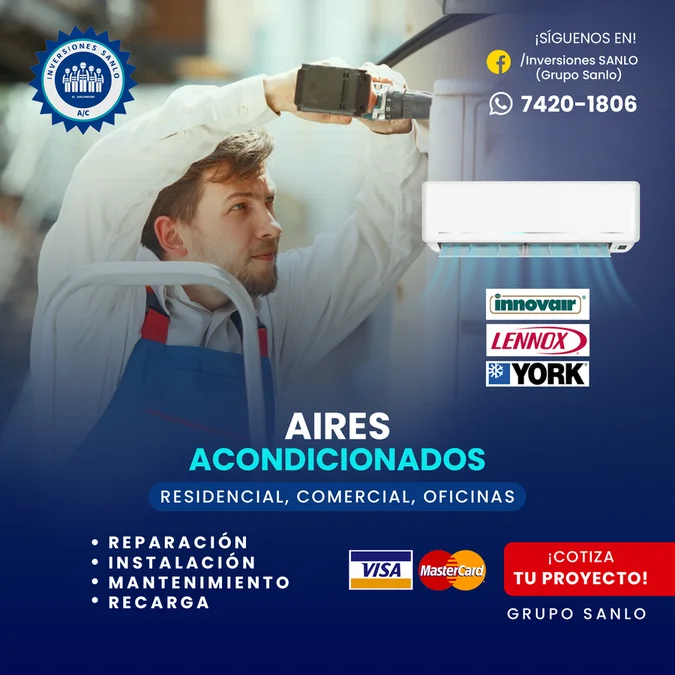 INVERSIONES SANLO
A/C
¡SÍGUENOS EN!
/Inversiones SANLO
(Grupo Sanlo)
7420-1806
innovair
LENNOX
YORK
AIRES
ACONDICIONADOS
RESIDENCIAL, COMERCIAL, OFICINAS
• REPARACIÓN
• INSTALACIÓN
• MANTENIMIENTO
• RECARGA
VISA
MasterCard
¡COTIZA
TU PROYECTO!
GRUPO SANLO